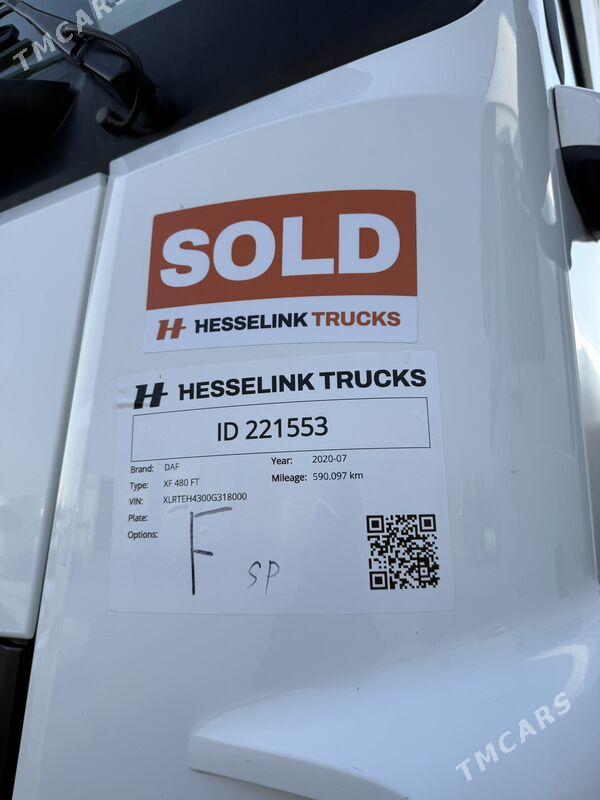 TMCARS
SOLD
H HESSELINK TRUCKS
H HESSELINK TRUCKS
ID 221553
Brand: DAF
Year: 2020-07
Type: XF 480 FT
Mileage: 590.097 km
VIN: XLRTEH4300G318000
Plate:
Options:
F SP
TMCARS